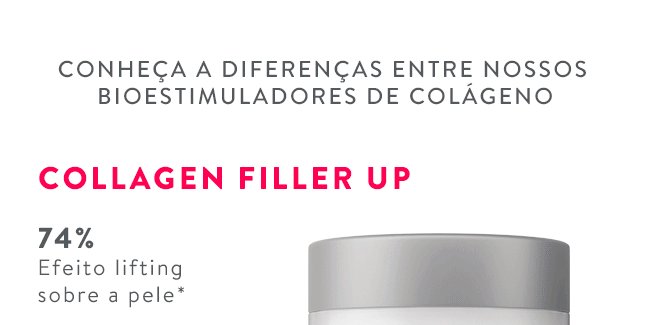 CONHEÇA A DIFERENÇAS ENTRE NOSSOS
BIOESTIMULADORES DE COLÁGENO
COLLAGEN FILLER UP
74%
Efeito lifting
sobre a pele*